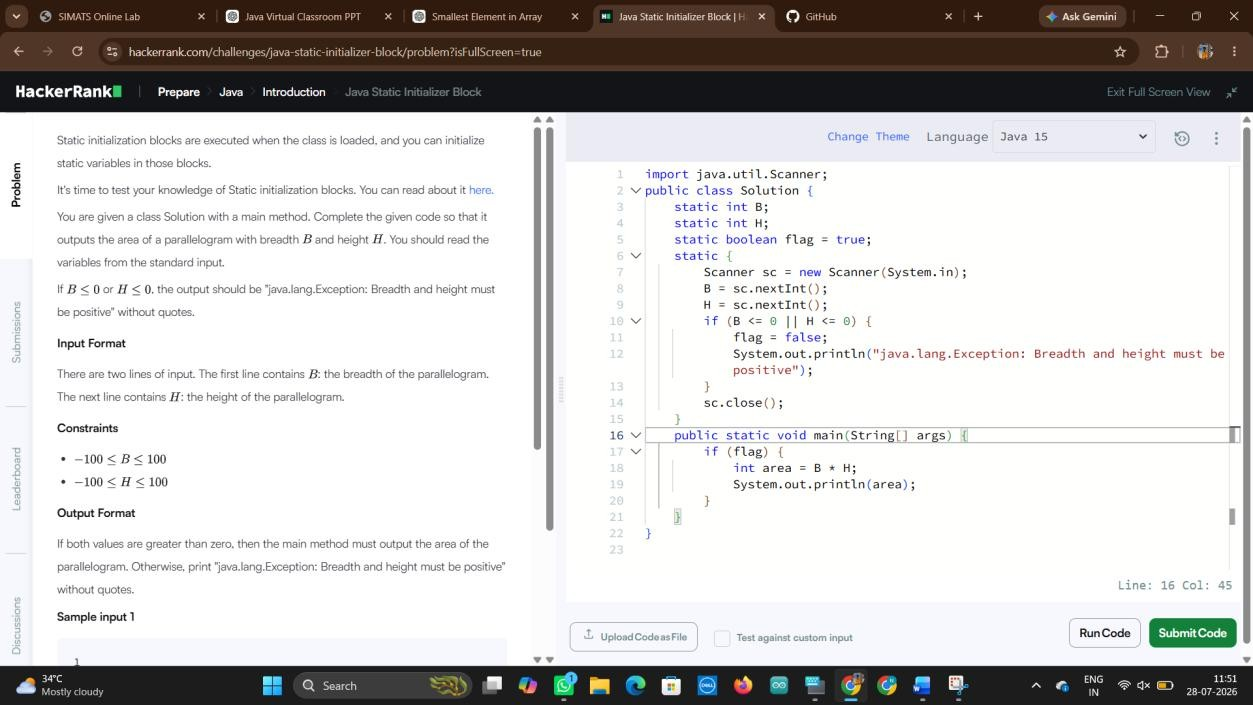 SIMATS Online Lab
Java Virtual Classroom PPT
Smallest Element in Array
Java Static Initializer Block | Ha
GitHub
Ask Gemini
hackerrank.com/challenges/java-static-initializer-block/problem?isFullScreen=true
HackerRank
Prepare
Java
Introduction
Java Static Initializer Block
Exit Full Screen View
Problem
Submissions
Leaderboard
Discussions
Static initialization blocks are executed when the class is loaded, and you can initialize
static variables in those blocks.
It's time to test your knowledge of Static initialization blocks. You can read about it here.
You are given a class Solution with a main method. Complete the given code so that it
outputs the area of a parallelogram with breadth B and height H. You should read the
variables from the standard input.
If B ≤ 0 or H ≤ 0, the output should be "java.lang.Exception: Breadth and height must
be positive" without quotes.
Input Format
There are two lines of input. The first line contains B: the breadth of the parallelogram.
The next line contains H: the height of the parallelogram.
Constraints
• −100 ≤ B ≤ 100
• −100 ≤ H ≤ 100
Output Format
If both values are greater than zero, then the main method must output the area of the
parallelogram. Otherwise, print "java.lang.Exception: Breadth and height must be positive"
without quotes.
Sample input 1
1
Change Theme
Language
Java 15
1 import java.util.Scanner;
2 public class Solution {
3 static int B;
4 static int H;
5 static boolean flag = true;
6 static {
7 Scanner sc = new Scanner(System.in);
8 B = sc.nextInt();
9 H = sc.nextInt();
10 if (B <= 0 || H <= 0) {
11 flag = false;
12 System.out.println("java.lang.Exception: Breadth and height must be
positive");
13 }
14 sc.close();
15 }
16 public static void main(String[] args) {
17 if (flag) {
18 int area = B * H;
19 System.out.println(area);
20 }
21 }
22 }
23
Line: 16 Col: 45
Upload Code as File
Test against custom input
Run Code
Submit Code
34°C
Mostly cloudy
Search
DELL
1
ENG
IN
11:51
28-07-2026